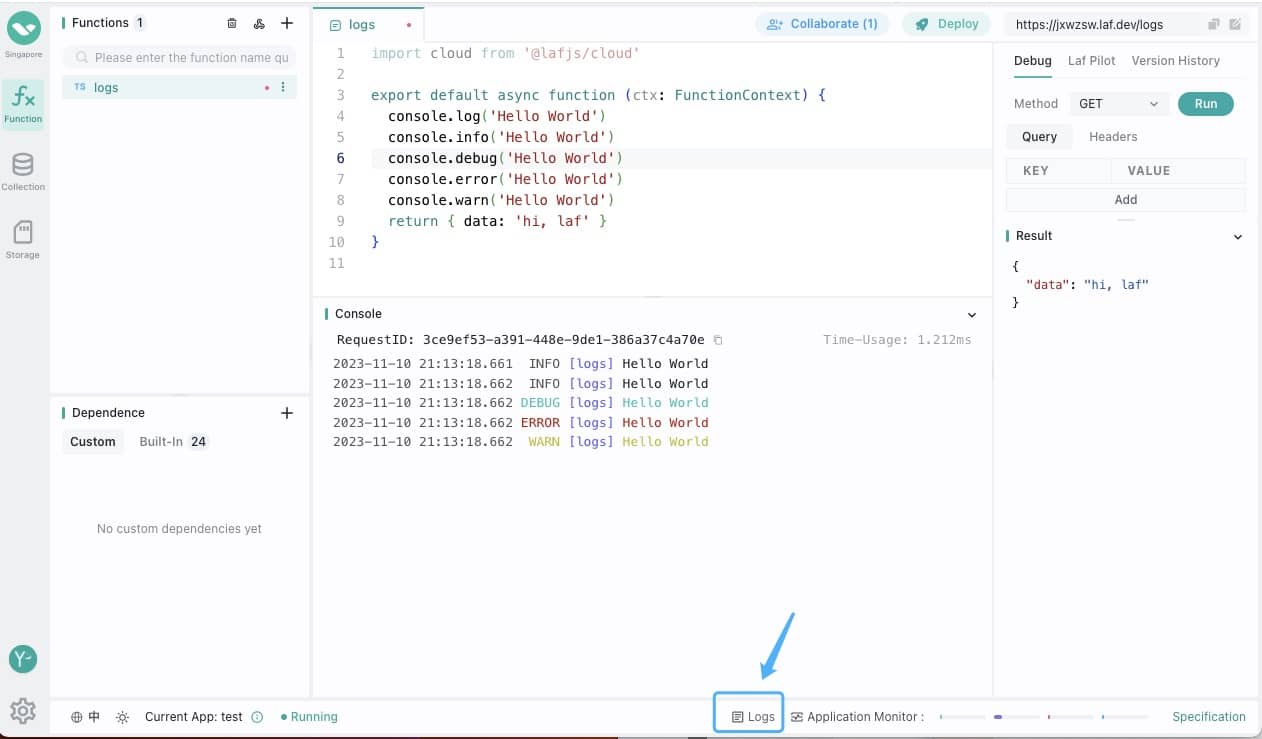 Singapore
Function
Collection
Storage
Y-
Functions 1
Please enter the function name qu
TS logs
Dependence
Custom Built-In 24
No custom dependencies yet
logs
Collaborate (1) Deploy
1 import cloud from '@lafjs/cloud'
2
3 export default async function (ctx: FunctionContext) {
4 console.log('Hello World')
5 console.info('Hello World')
6 console.debug('Hello World')
7 console.error('Hello World')
8 console.warn('Hello World')
9 return { data: 'hi, laf' }
10 }
11
Console
RequestID: 3ce9ef53-a391-448e-9de1-386a37c4a70e Time-Usage: 1.212ms
2023-11-10 21:13:18.661 INFO [logs] Hello World
2023-11-10 21:13:18.662 INFO [logs] Hello World
2023-11-10 21:13:18.662 DEBUG [logs] Hello World
2023-11-10 21:13:18.662 ERROR [logs] Hello World
2023-11-10 21:13:18.662 WARN [logs] Hello World
https://jxwzsw.laf.dev/logs
Debug Laf Pilot Version History
Method GET Run
Query Headers
KEY VALUE
Add
Result
{
"data": "hi, laf"
}
中 Current App: test Running
Logs Application Monitor : Specification